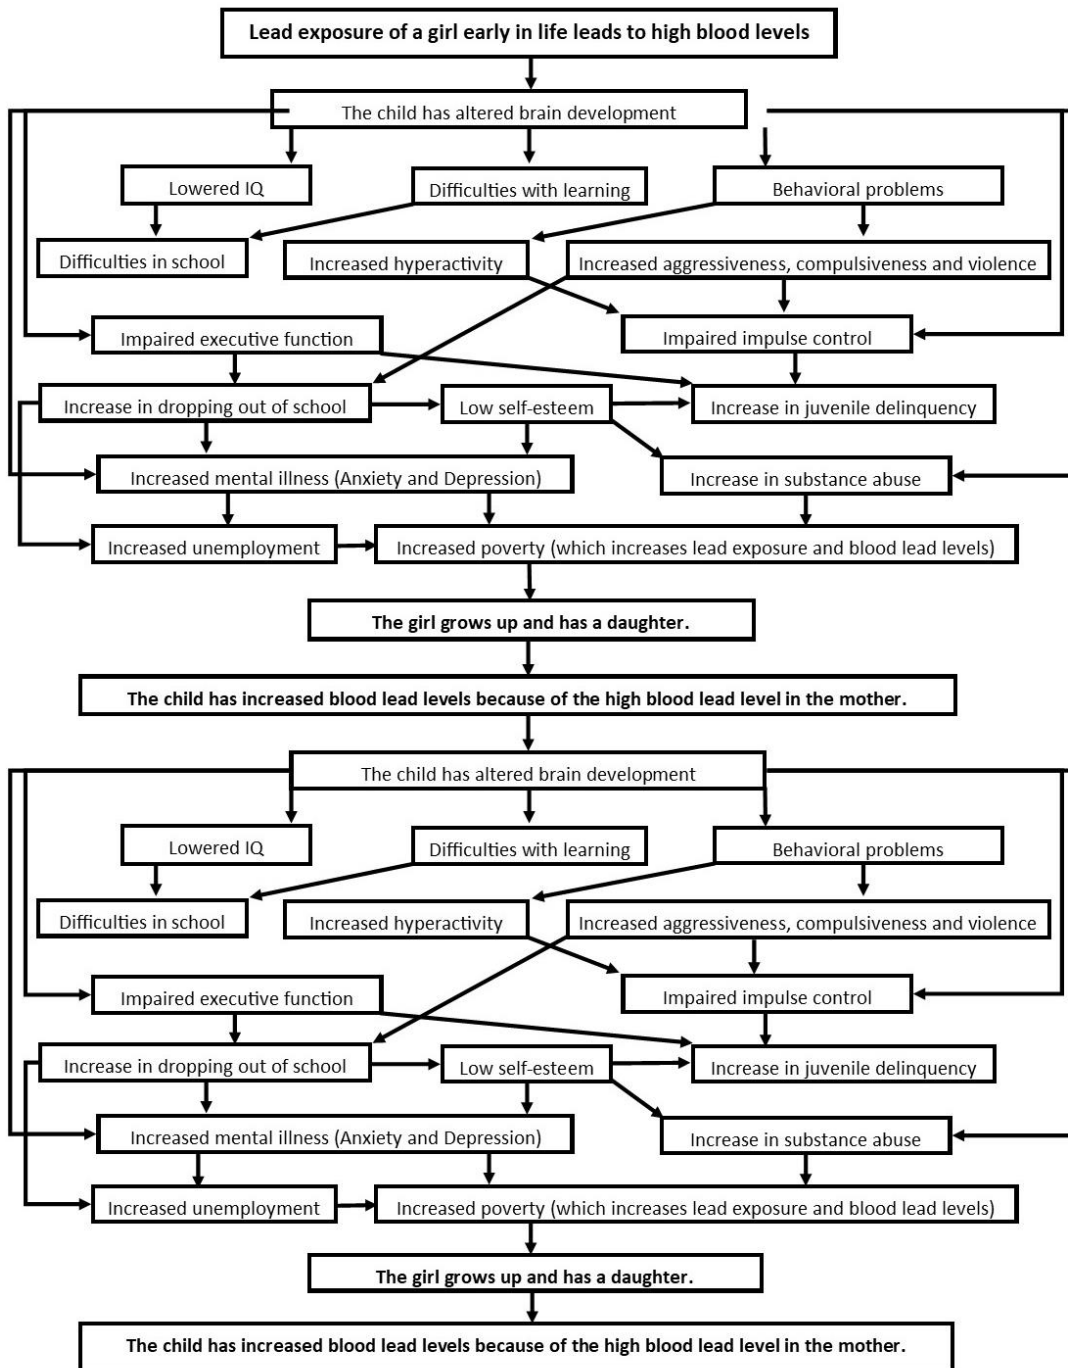 Lead exposure of a girl early in life leads to high blood levels
The child has altered brain development
Lowered IQ
Difficulties with learning
Behavioral problems
Difficulties in school
Increased hyperactivity
Increased aggressiveness, compulsiveness and violence
Impaired executive function
Impaired impulse control
Increase in dropping out of school
Low self-esteem
Increase in juvenile delinquency
Increased mental illness (Anxiety and Depression)
Increase in substance abuse
Increased unemployment
Increased poverty (which increases lead exposure and blood lead levels)
The girl grows up and has a daughter.
The child has increased blood lead levels because of the high blood lead level in the mother.
The child has altered brain development
Lowered IQ
Difficulties with learning
Behavioral problems
Difficulties in school
Increased hyperactivity
Increased aggressiveness, compulsiveness and violence
Impaired executive function
Impaired impulse control
Increase in dropping out of school
Low self-esteem
Increase in juvenile delinquency
Increased mental illness (Anxiety and Depression)
Increase in substance abuse
Increased unemployment
Increased poverty (which increases lead exposure and blood lead levels)
The girl grows up and has a daughter.
The child has increased blood lead levels because of the high blood lead level in the mother.